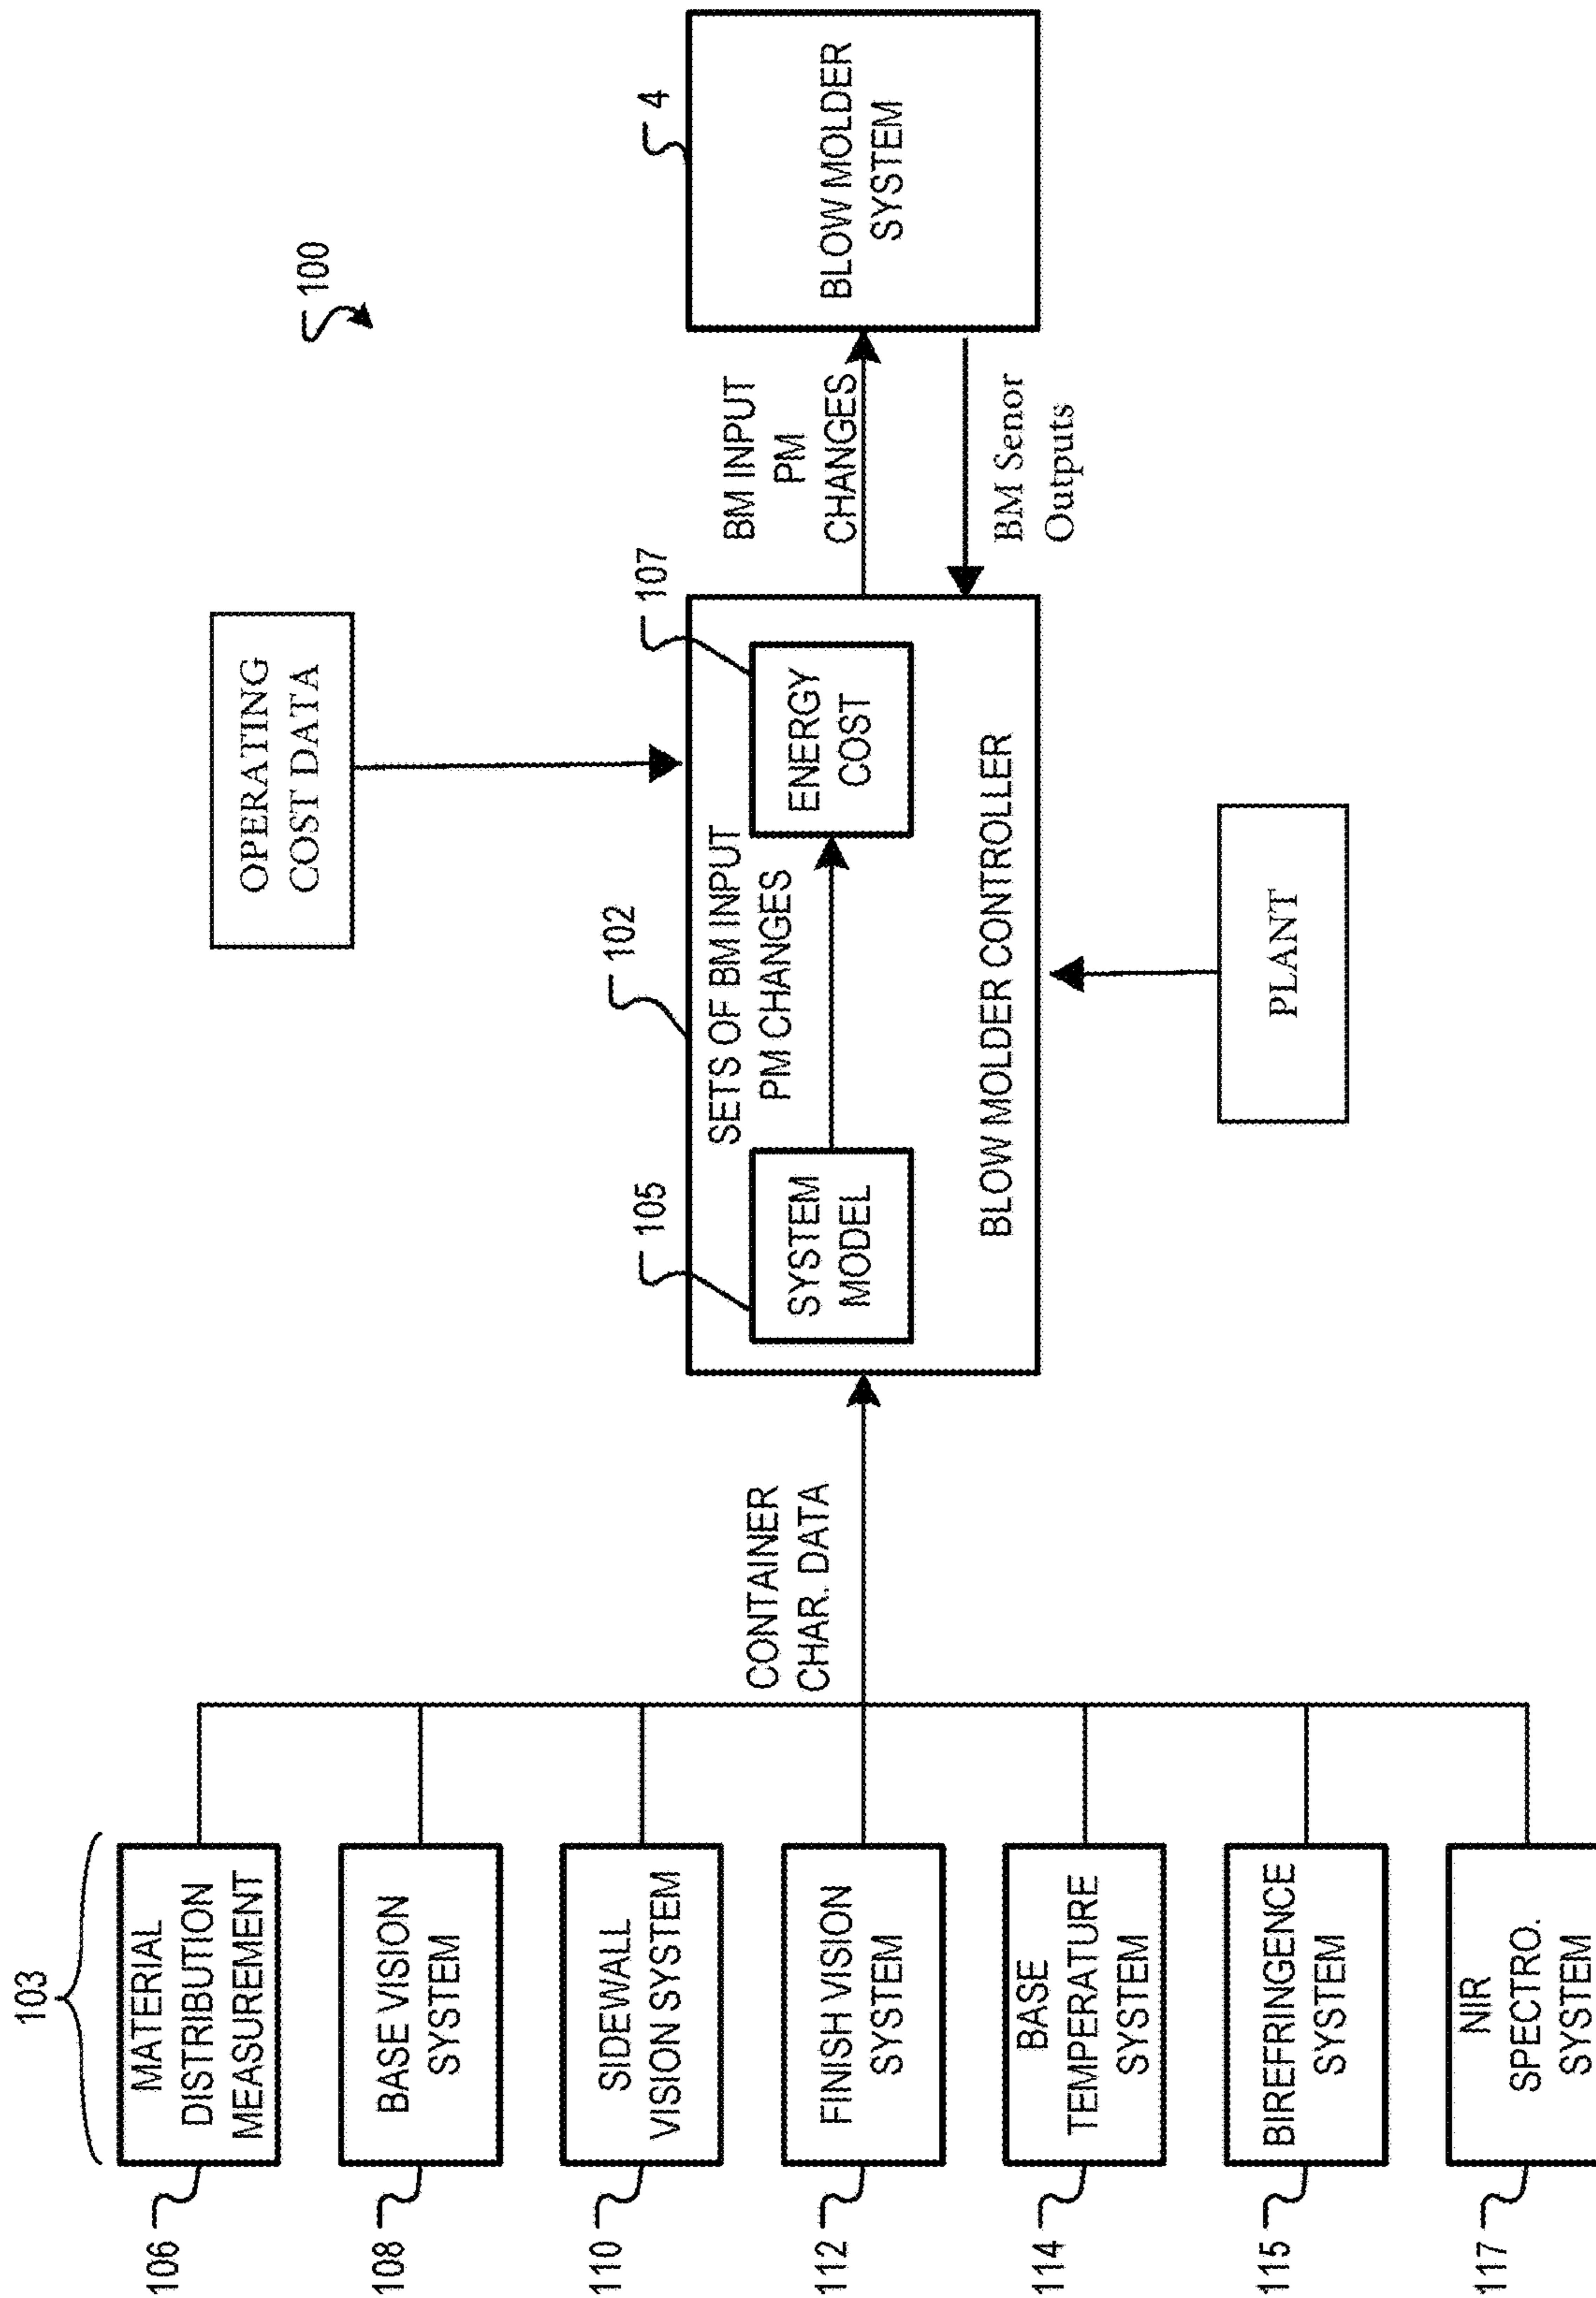 100
103
106
MATERIAL
DISTRIBUTION
MEASUREMENT
108
BASE VISION
SYSTEM
110
SIDEWALL
VISION SYSTEM
112
FINISH VISION
SYSTEM
114
BASE
TEMPERATURE
SYSTEM
115
BIREFRINGENCE
SYSTEM
117
NIR
SPECTRO.
SYSTEM
CONTAINER
CHAR. DATA
OPERATING
COST DATA
102
105
107
SETS OF BM INPUT
PM CHANGES
SYSTEM
MODEL
ENERGY
COST
BLOW MOLDER CONTROLLER
PLANT
BM INPUT
PM
CHANGES
BM Senor
Outputs
4
BLOW MOLDER
SYSTEM